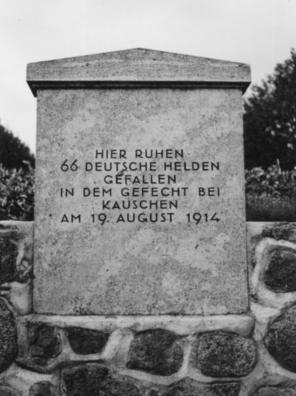 HIER RUHEN
66 DEUTSCHE HELDEN
GEFALLEN
IN DEM GEFECHT BEI
KAUSCHEN
AM 19. AUGUST 1914